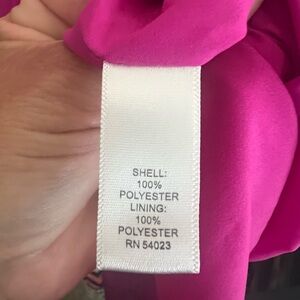 SHELL:
100%
POLYESTER
LINING:
100%
POLYESTER
RN 54023